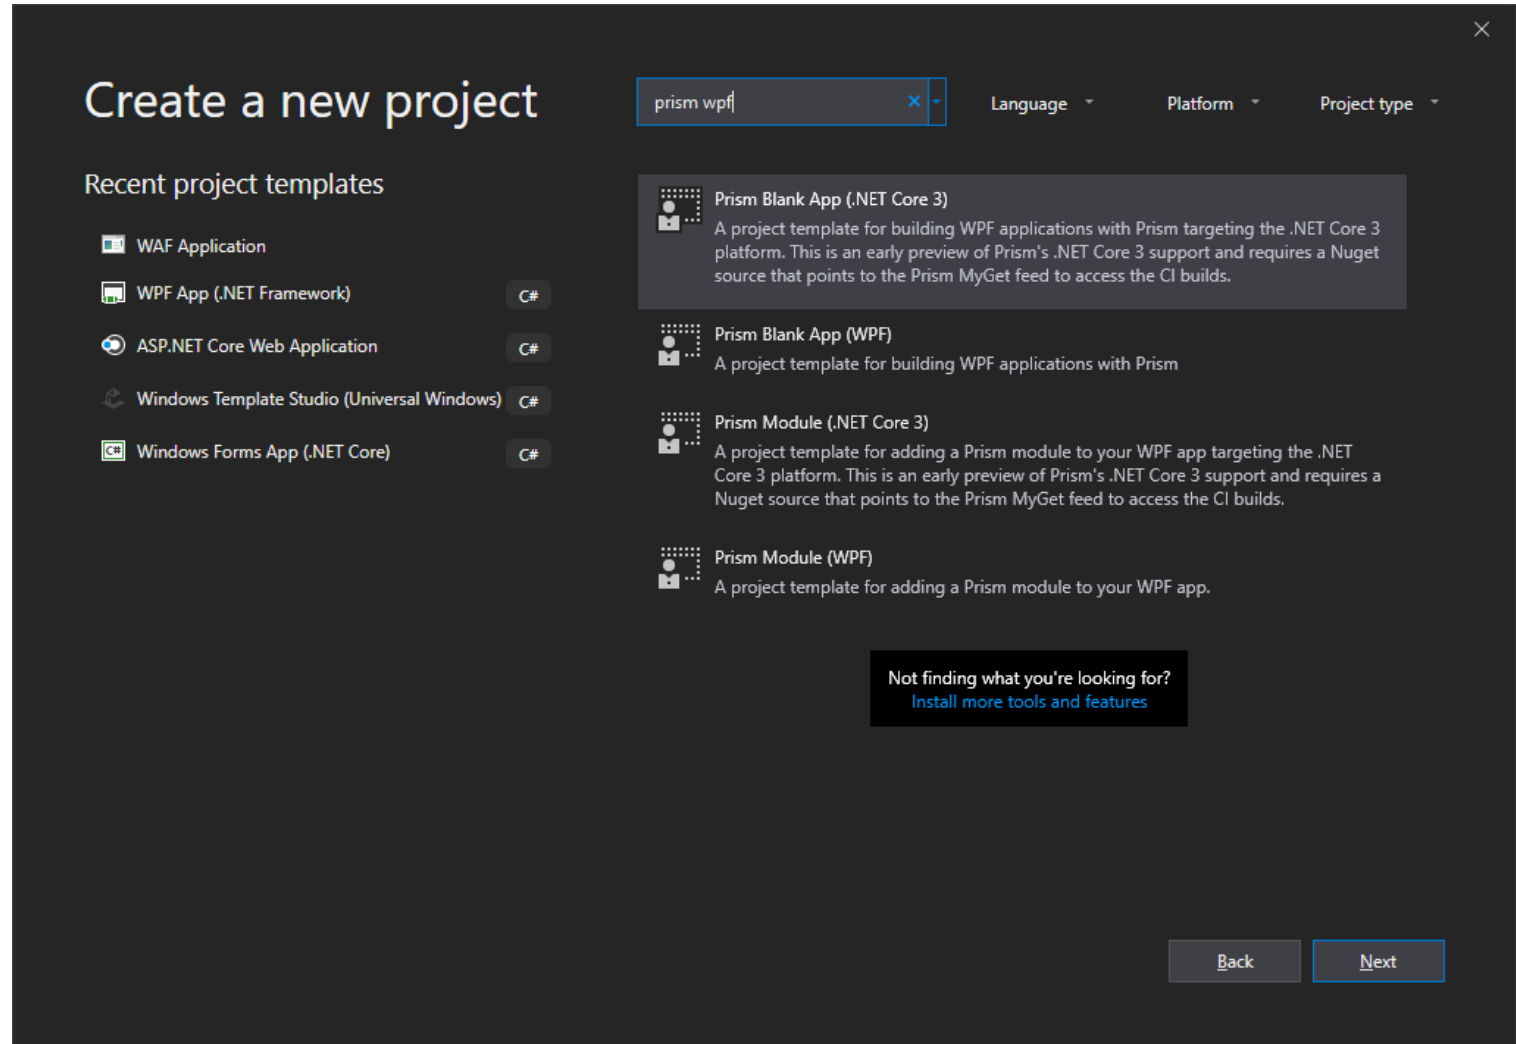 Create a new project
prism wpf
Language
Platform
Project type
Recent project templates
WAF Application
WPF App (.NET Framework)
C#
ASP.NET Core Web Application
C#
Windows Template Studio (Universal Windows)
C#
C#
Windows Forms App (.NET Core)
C#
Prism Blank App (.NET Core 3)
A project template for building WPF applications with Prism targeting the .NET Core 3
platform. This is an early preview of Prism's .NET Core 3 support and requires a Nuget
source that points to the Prism MyGet feed to access the CI builds.
Prism Blank App (WPF)
A project template for building WPF applications with Prism
Prism Module (.NET Core 3)
A project template for adding a Prism module to your WPF app targeting the .NET
Core 3 platform. This is an early preview of Prism's .NET Core 3 support and requires a
Nuget source that points to the Prism MyGet feed to access the CI builds.
Prism Module (WPF)
A project template for adding a Prism module to your WPF app.
Not finding what you're looking for?
Install more tools and features
Back
Next